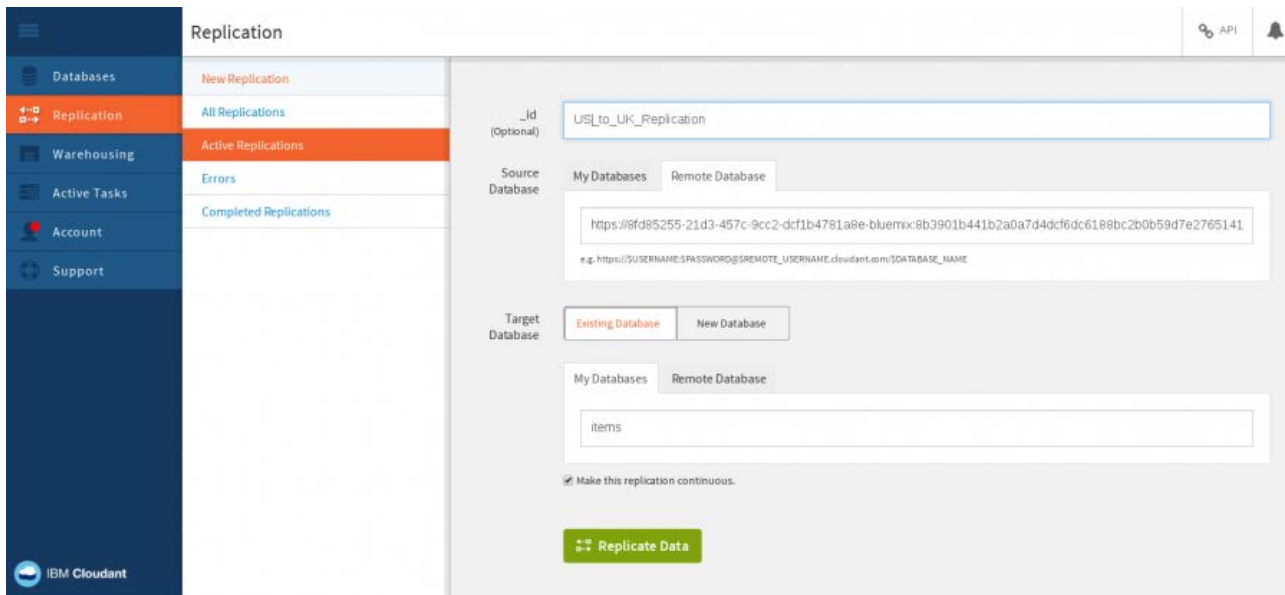 Replication
API
Databases
Replication
Warehousing
Active Tasks
Account
Support
IBM Cloudant
New Replication
All Replications
Active Replications
Errors
Completed Replications
_id
(Optional)
US_to_UK_Replication
Source
Database
My Databases Remote Database
https://8fd85255-21d3-457c-9cc2-dcf1b4781a8e-bluemix:8b3901b441b2a0a7d4dcf6dc6188bc2b0b59d7e2765141
e.g. https://$USERNAME:$PASSWORD@$REMOTE_USERNAME.cloudant.com/$DATABASE_NAME
Target
Database
Existing Database New Database
My Databases Remote Database
items
Make this replication continuous.
Replicate Data